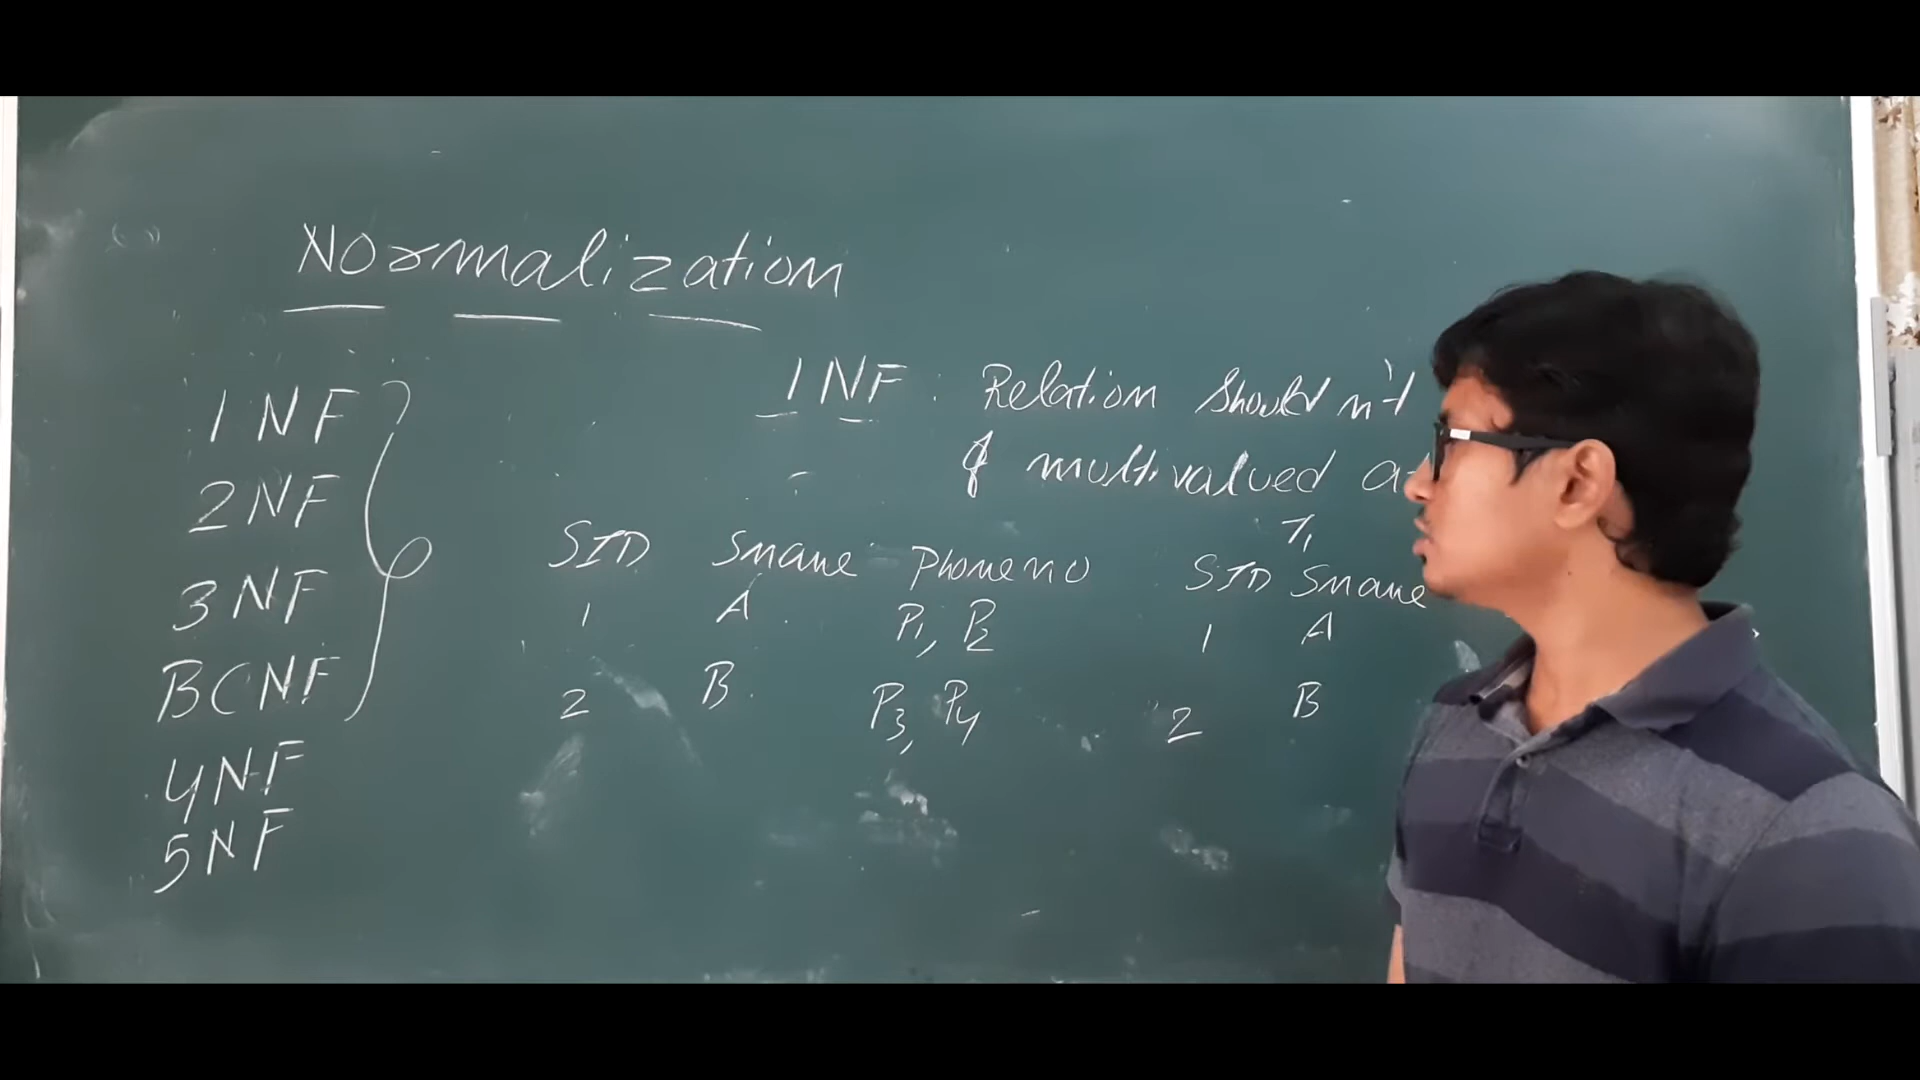 Normalization
1NF
2NF
3NF
BCNF
4NF
5NF
1NF: Relation Shouldn't
multivalued
SID Sname Phoneno
1 A P1, P2
2 B P3, P4
T1
SID Sname
1 A
2 B